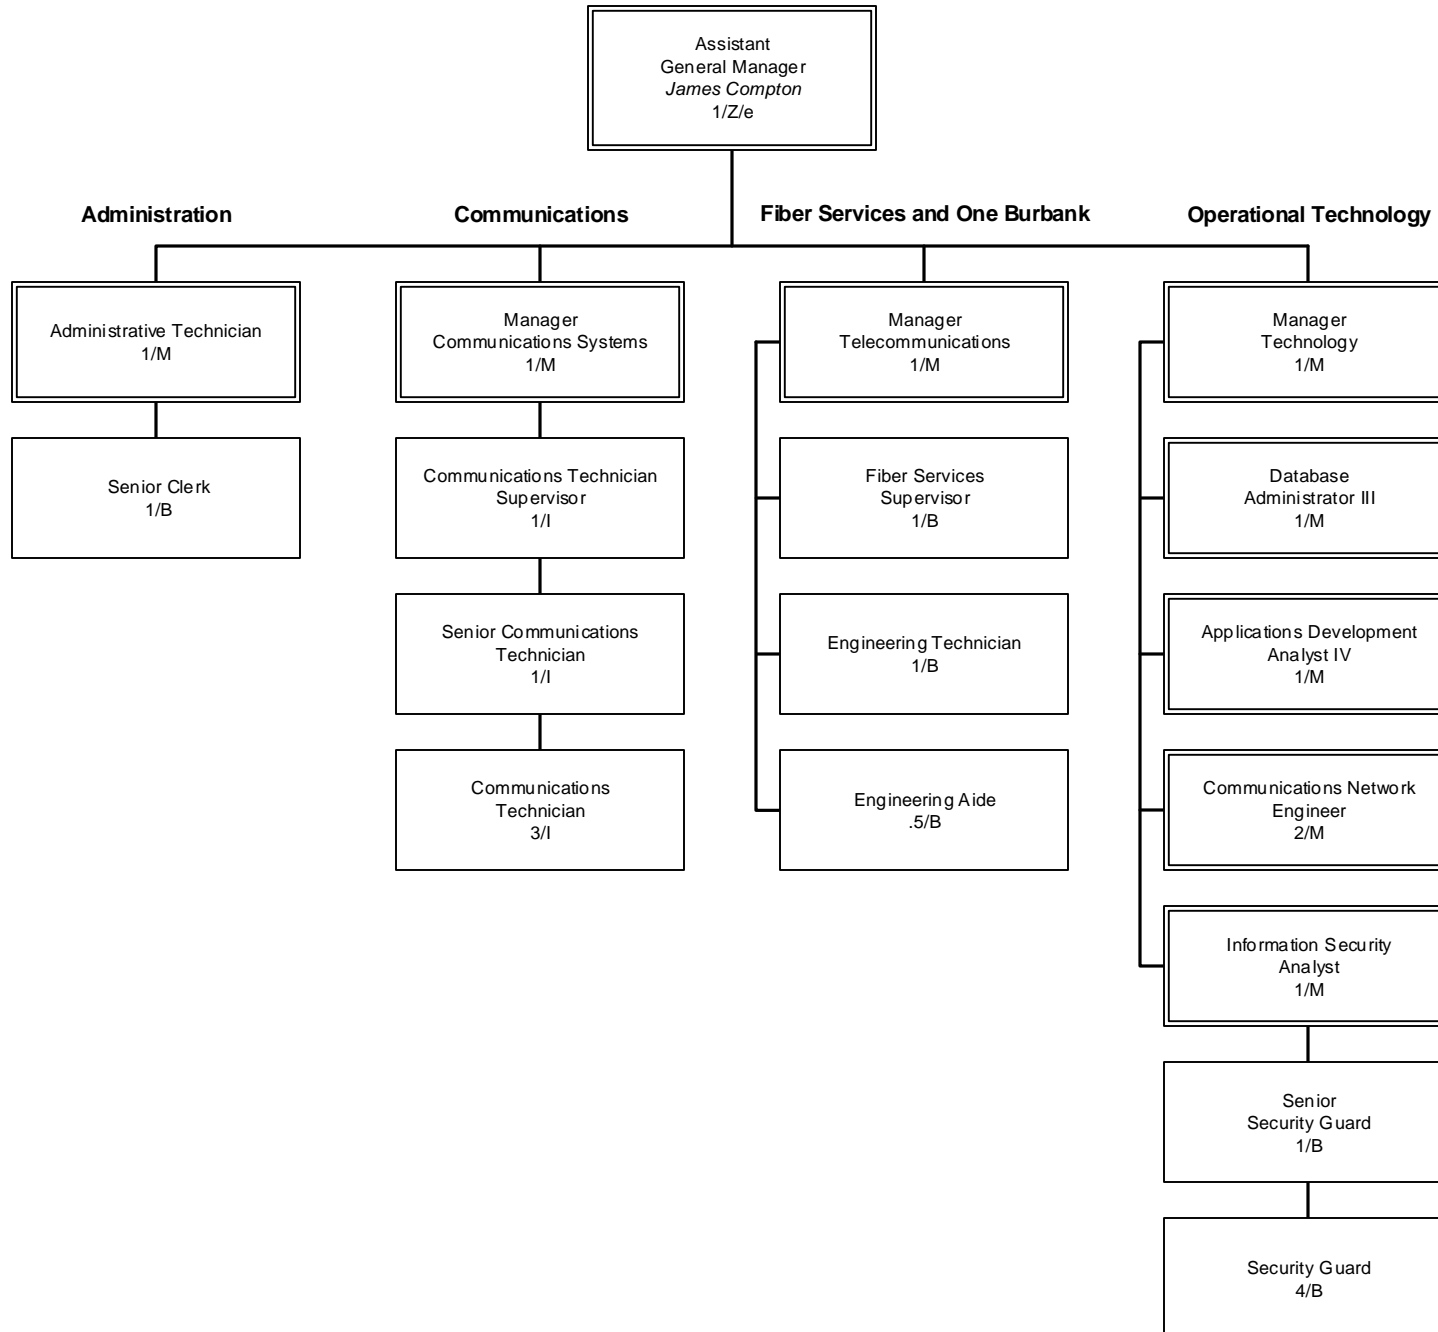 Assistant
General Manager
James Compton
1/Z/e
Administration
Communications
Fiber Services and One Burbank
Operational Technology
Administrative Technician
1/M
Manager
Communications Systems
1/M
Manager
Telecommunications
1/M
Manager
Technology
1/M
Senior Clerk
1/B
Communications Technician
Supervisor
1/I
Fiber Services
Supervisor
1/B
Database
Administrator III
1/M
Senior Communications
Technician
1/I
Engineering Technician
1/B
Applications Development
Analyst IV
1/M
Communications
Technician
3/I
Engineering Aide
.5/B
Communications Network
Engineer
2/M
Information Security
Analyst
1/M
Senior
Security Guard
1/B
Security Guard
4/B